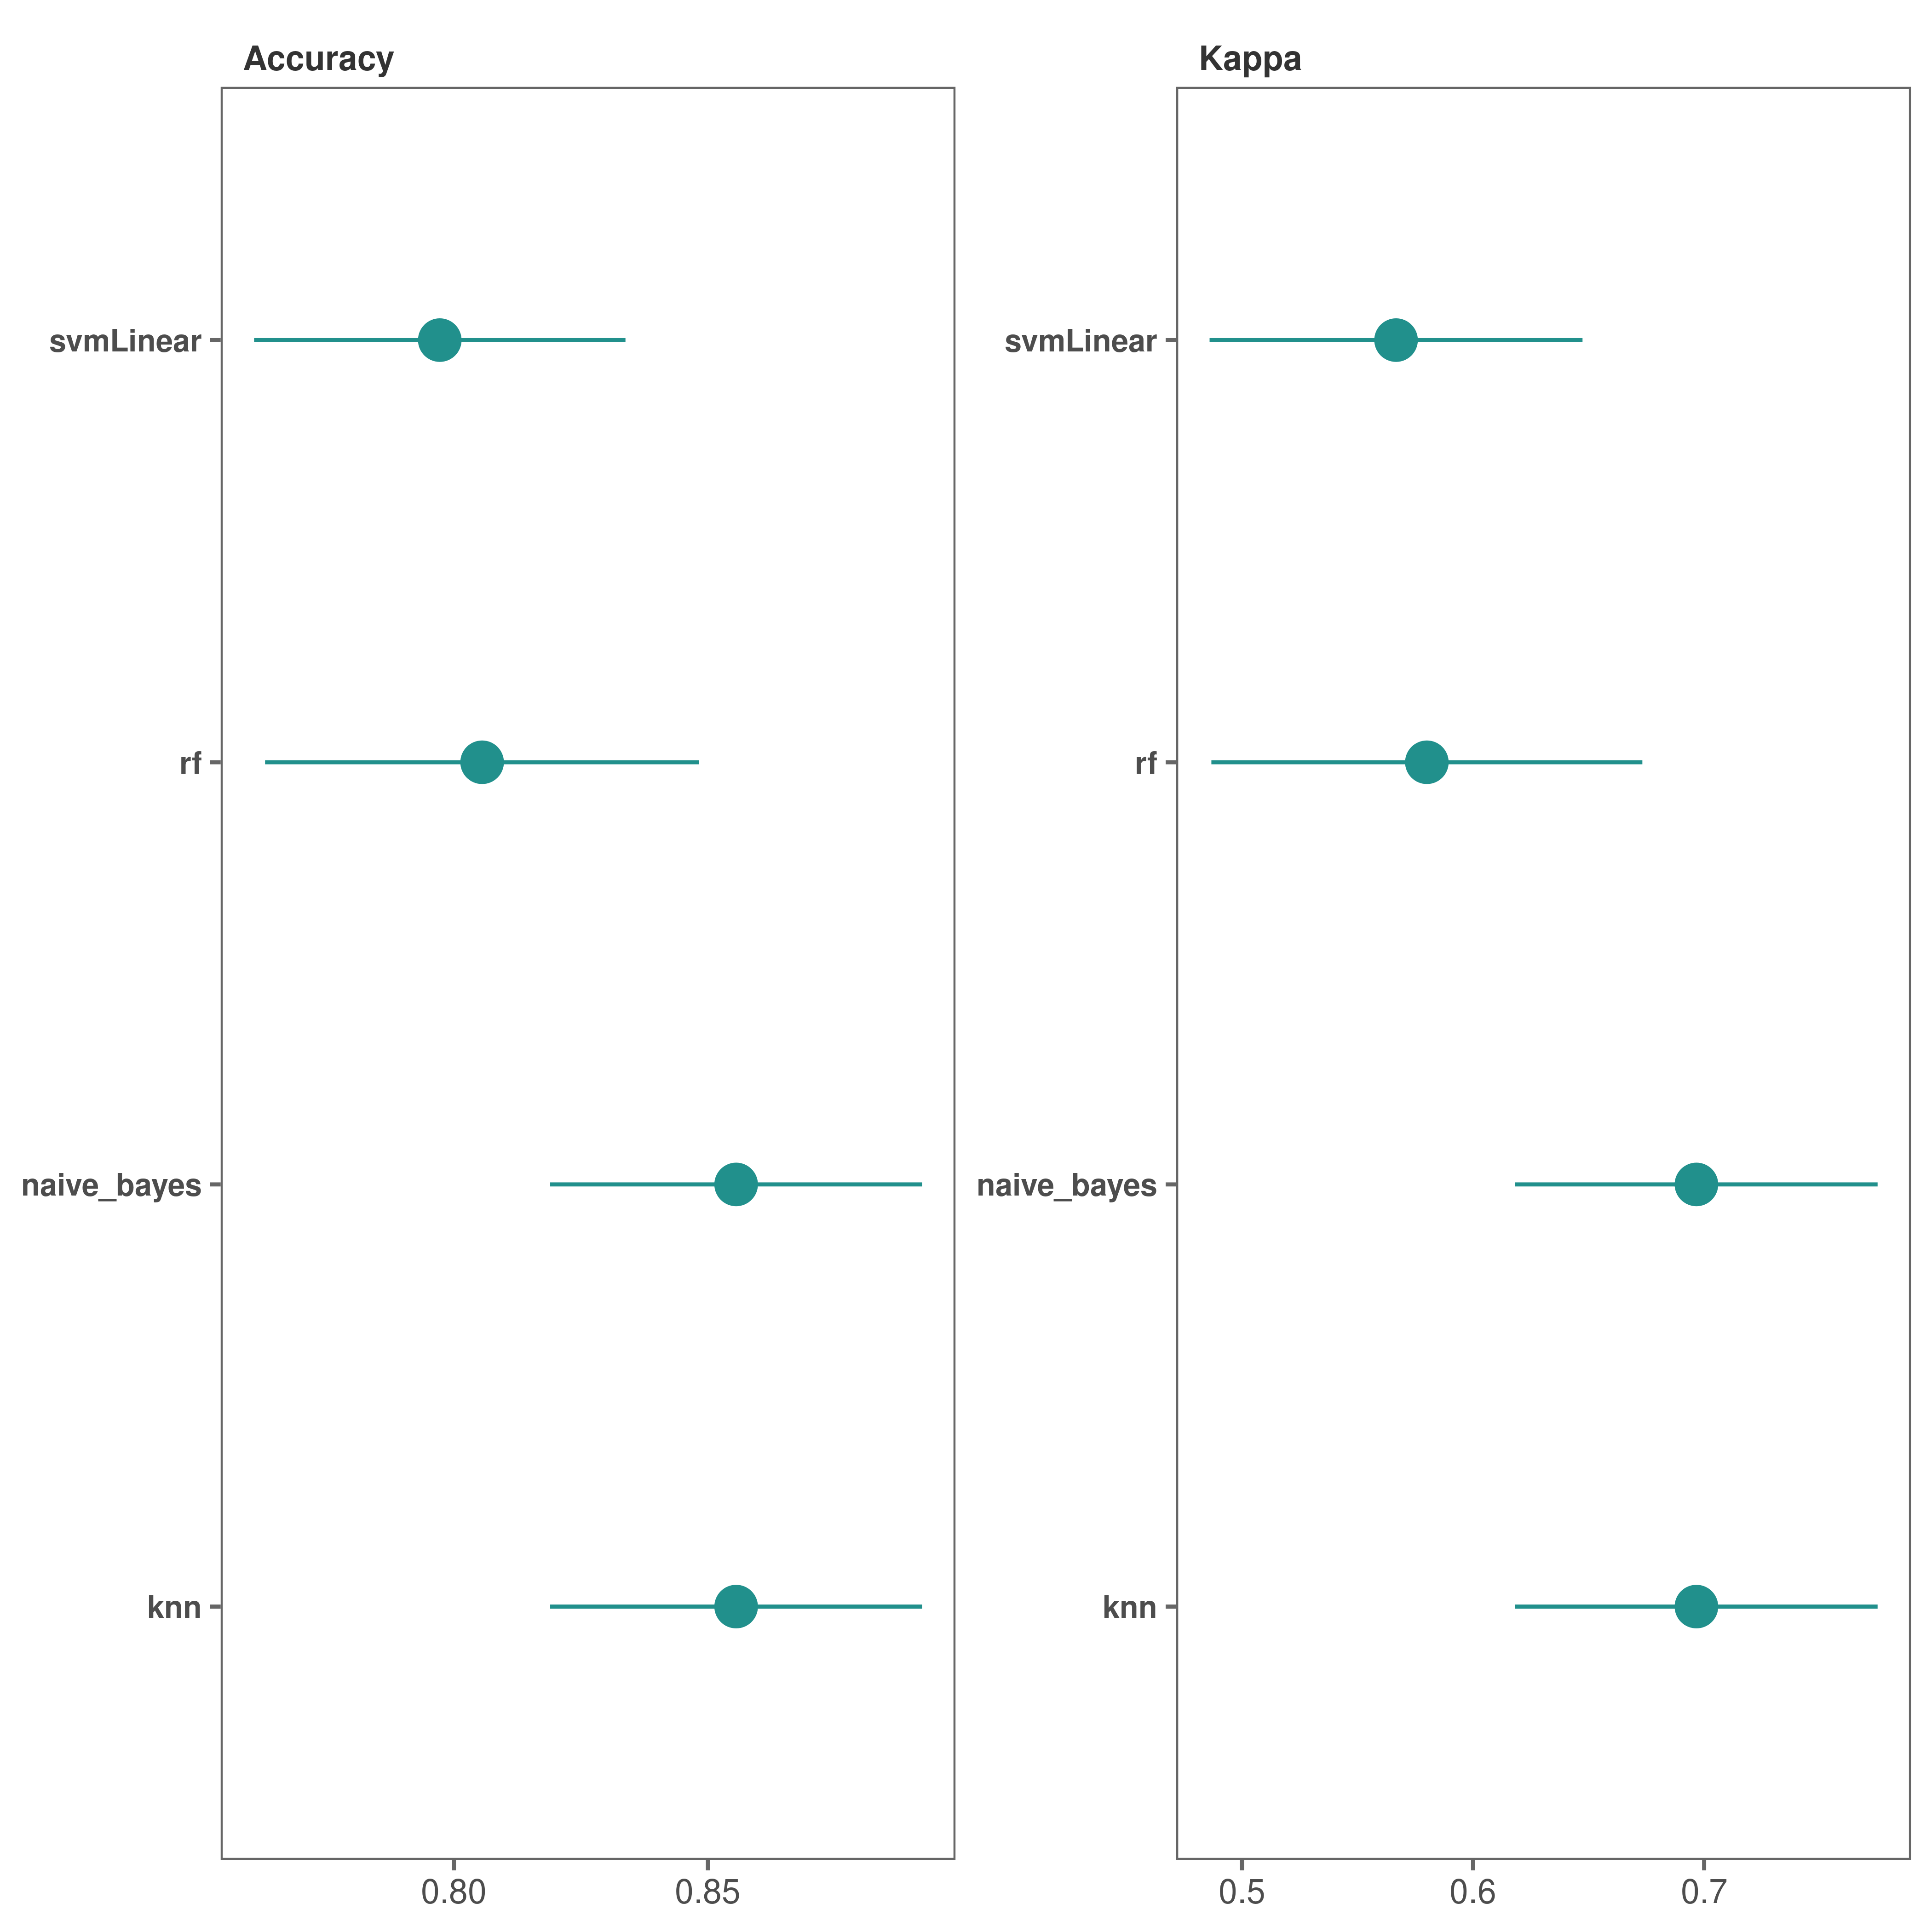 Accuracy
svmLinear
rf
naive_bayes
knn
0.80 0.85
Kappa
svmLinear
rf
naive_bayes
knn
0.5 0.6 0.7